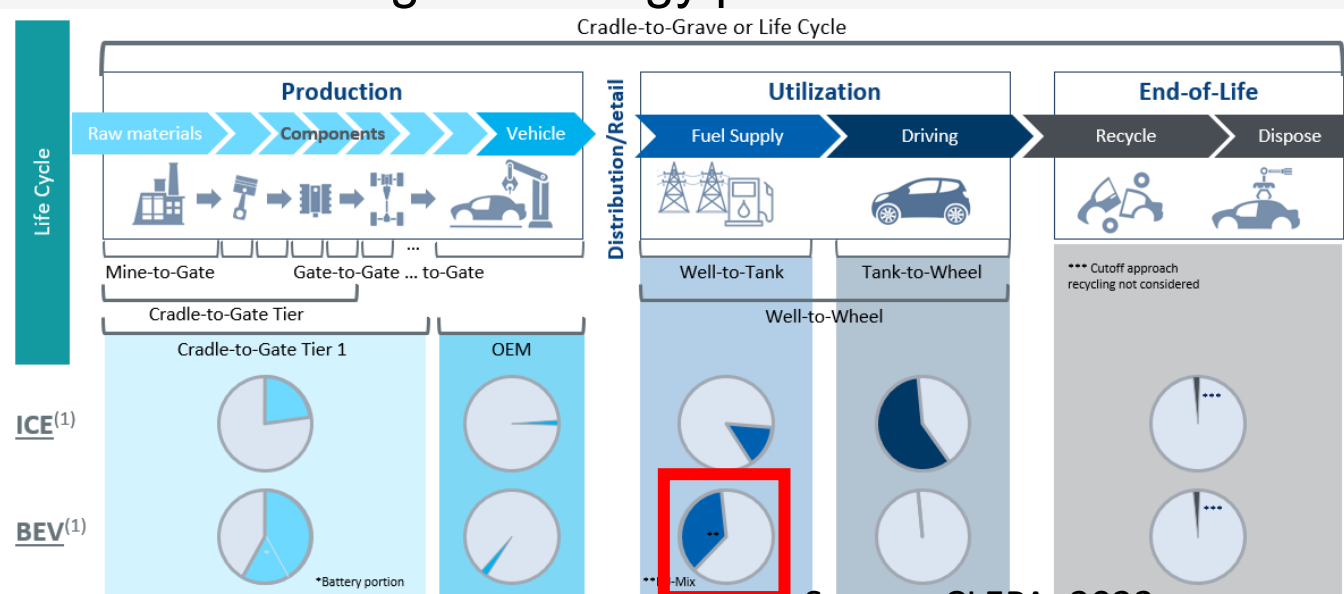 Cradle-to-Grave or Life Cycle
Life Cycle
Production
Distribution/Retail
Utilization
End-of-Life
Raw materials
Components
Vehicle
Fuel Supply
Driving
Recycle
Dispose
...
Mine-to-Gate
Gate-to-Gate ... to-Gate
Well-to-Tank
Tank-to-Wheel
*** Cutoff approach
recycling not considered
Cradle-to-Gate Tier
Well-to-Wheel
Cradle-to-Gate Tier 1
OEM
ICE(1)
***
BEV(1)
*
**
***
*Battery portion
-Mix